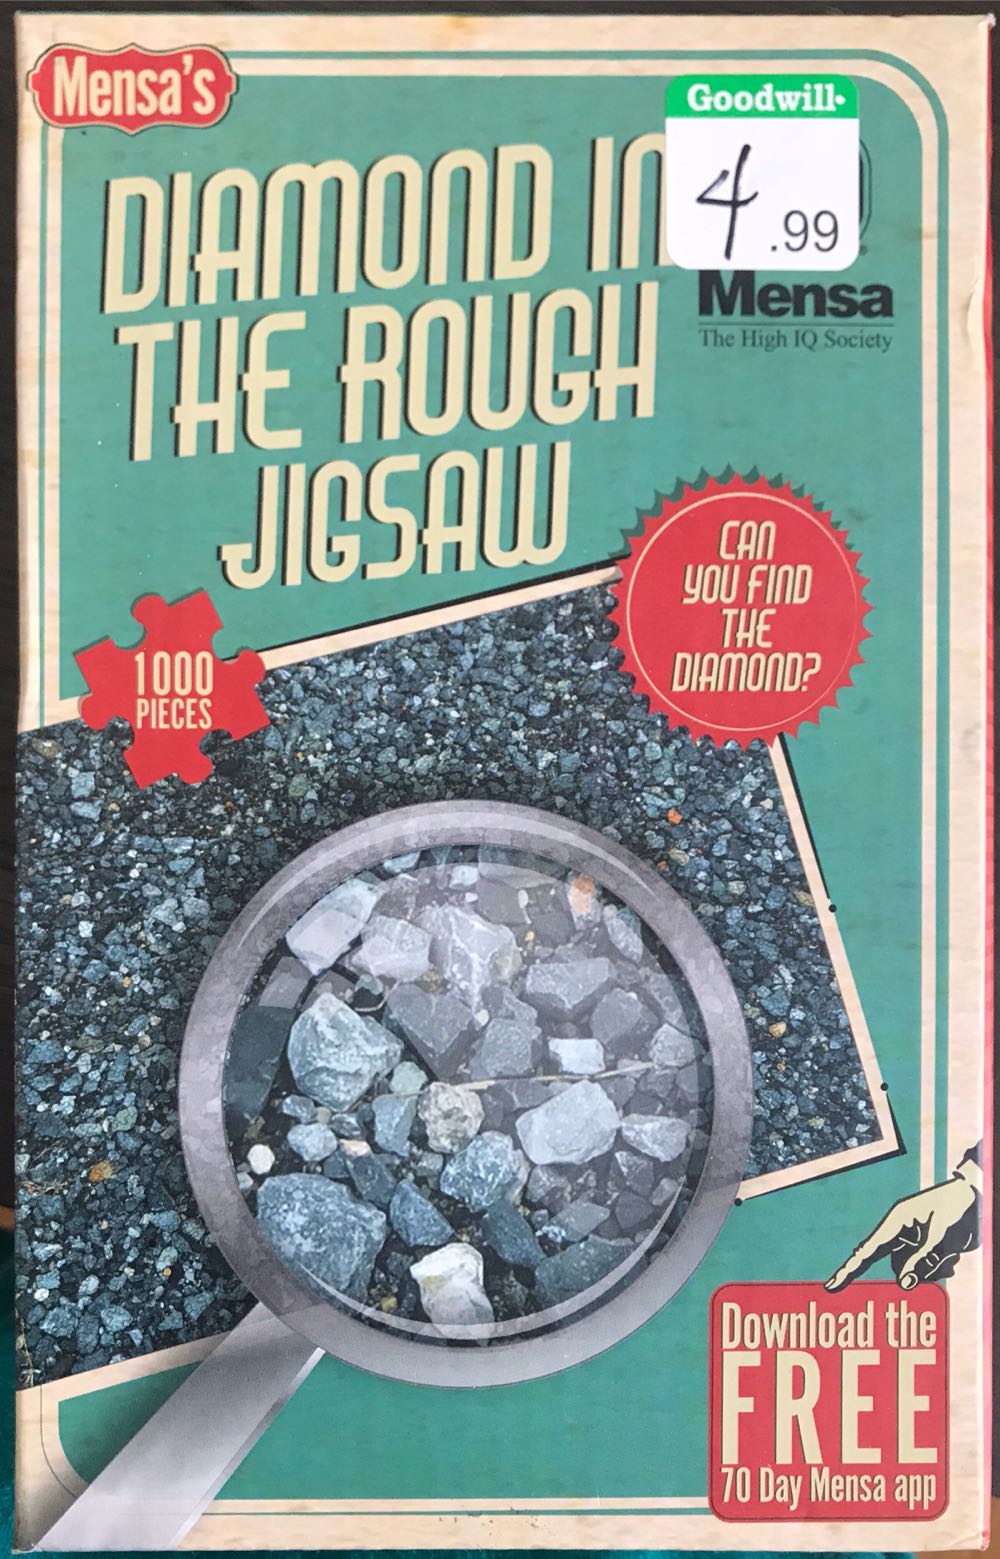 Mensa's
Goodwill
4.99
DIAMOND IN
THE ROUGH
JIGSAW
Mensa
The High IQ Society
CAN
YOU FIND
THE
DIAMOND?
1000
PIECES
Download the
FREE
70 Day Mensa app